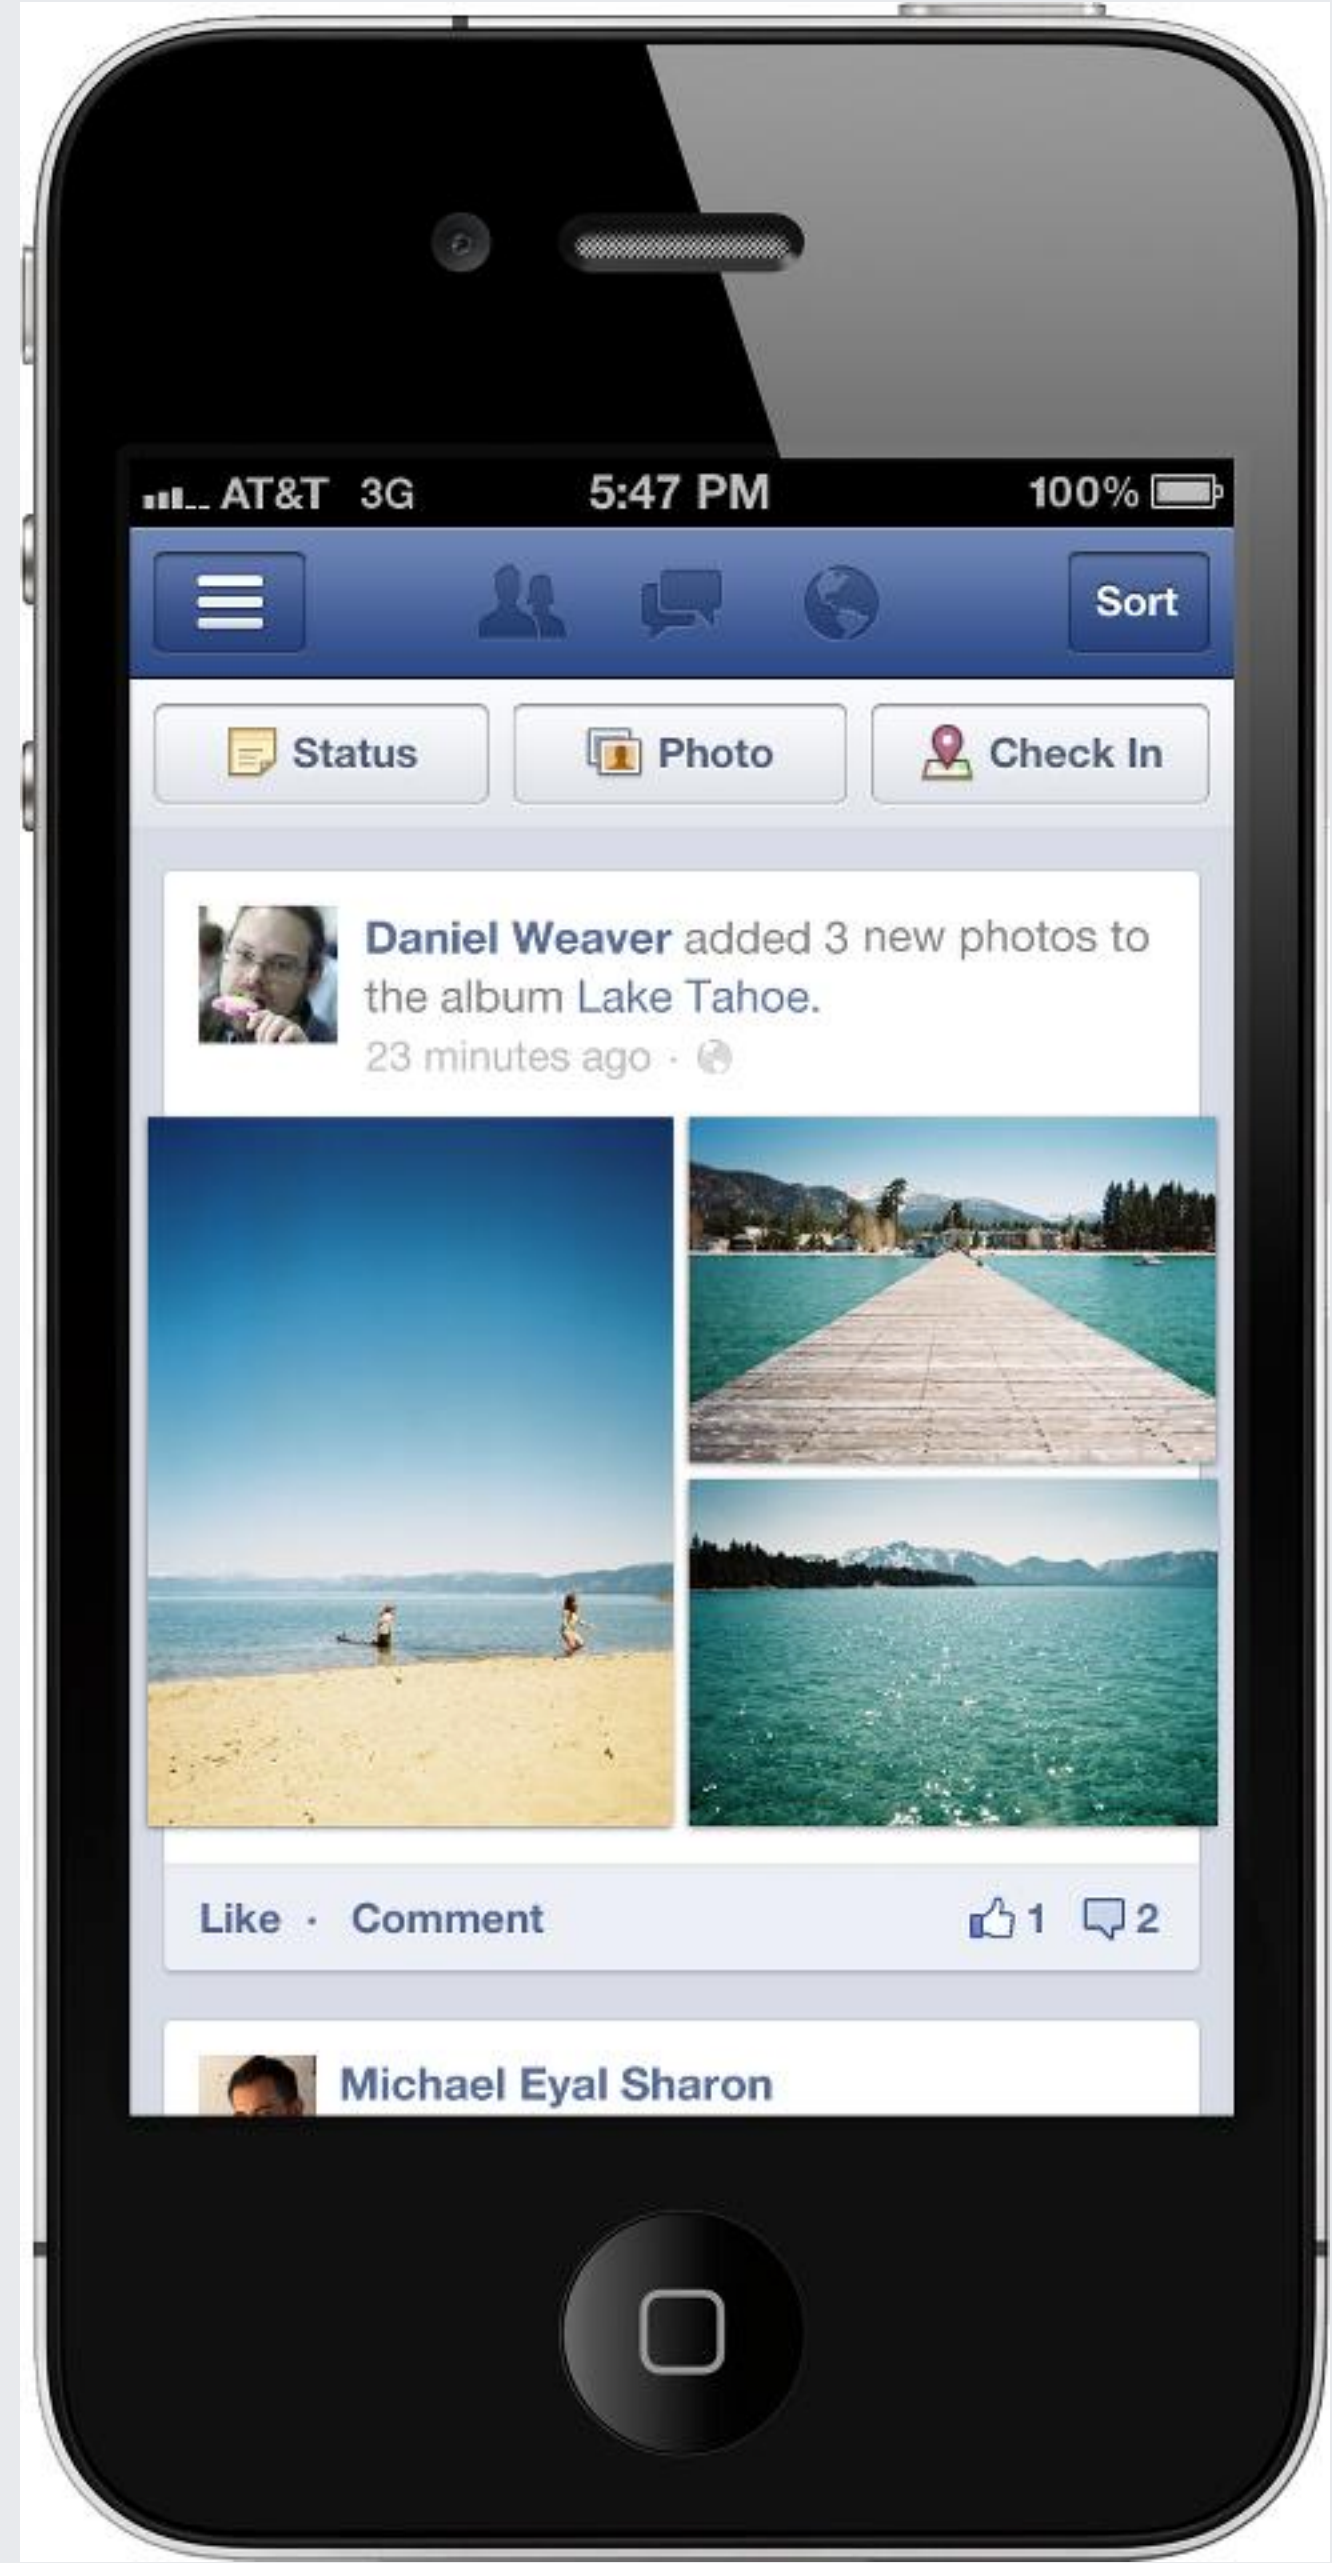 AT&T 3G 5:47 PM 100%
Sort
Status Photo Check In
Daniel Weaver added 3 new photos to
the album Lake Tahoe.
23 minutes ago ·
Like · Comment 1 2
Michael Eyal Sharon